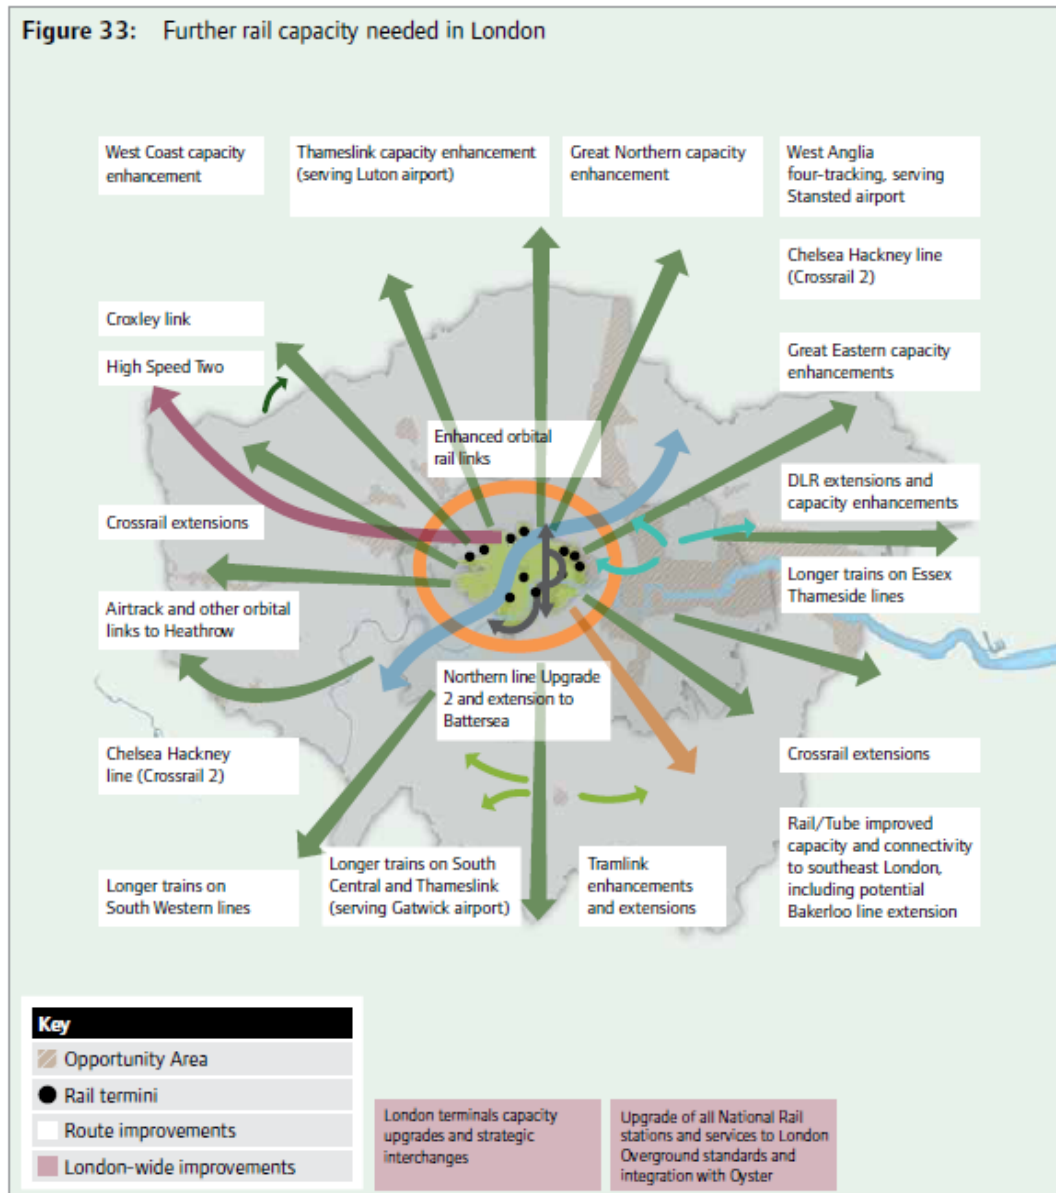 Figure 33: Further rail capacity needed in London
West Coast capacity
enhancement
Thameslink capacity enhancement
(serving Luton airport)
Great Northern capacity
enhancement
West Anglia
four-tracking, serving
Stansted airport
Chelsea Hackney line
(Crossrail 2)
Croxley link
High Speed Two
Great Eastern capacity
enhancements
Enhanced orbital
rail links
DLR extensions and
capacity enhancements
Crossrail extensions
Longer trains on Essex
Thameside lines
Airtrack and other orbital
links to Heathrow
Northern line Upgrade
2 and extension to
Battersea
Chelsea Hackney
line (Crossrail 2)
Crossrail extensions
Rail/Tube improved
capacity and connectivity
to southeast London,
including potential
Bakerloo line extension
Longer trains on
South Western lines
Longer trains on South
Central and Thameslink
(serving Gatwick airport)
Tramlink
enhancements
and extensions
Key
Opportunity Area
Rail termini
Route improvements
London-wide improvements
London terminals capacity
upgrades and strategic
interchanges
Upgrade of all National Rail
stations and services to London
Overground standards and
integration with Oyster